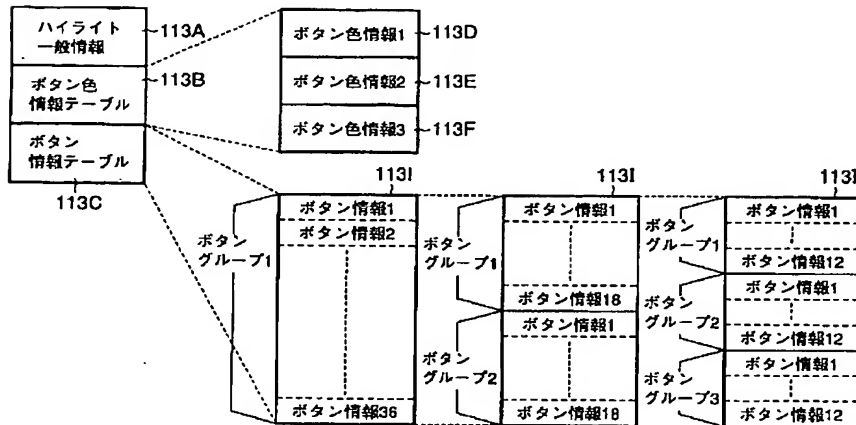 ハイライト
一般情報
113A
ボタン色
情報テーブル
113B
ボタン
情報テーブル
113C
ボタン色情報1
113D
ボタン色情報2
113E
ボタン色情報3
113F
113I
ボタン
グループ1
ボタン情報1
ボタン情報2
ボタン情報36
113I
ボタン
グループ1
ボタン情報1
ボタン情報18
ボタン
グループ2
ボタン情報1
ボタン情報18
113I
ボタン
グループ1
ボタン情報1
ボタン情報12
ボタン
グループ2
ボタン情報1
ボタン情報12
ボタン
グループ3
ボタン情報1
ボタン情報12